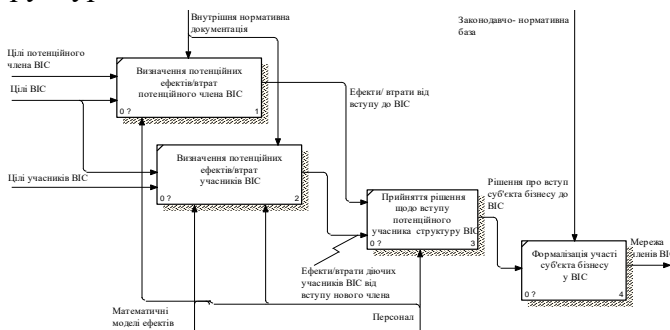 Внутрішня нормативна
документація
Законодавчо- нормативна
база
Цілі потенційного
члена ВІС
Цілі ВІС
Цілі учасників ВІС
Визначення потенційних
ефектів/втрат
потенційного члена ВІС
0 ?
1
Ефекти/ втрати від
вступу до ВІС
Визначення потенційних
ефектів/втрат
учасників ВІС
0 ?
2
Прийняття рішення
щодо вступу
потенційного
учасника структуру ВІС
0 ?
3
Рішення про вступ
суб'єкта бізнесу до
ВІС
Формалізація участі
суб'єкта бізнесу
у ВІС
0 ?
4
Мережа
членів ВІС
Ефекти/втрати діючих
учасників ВІС від
вступу нового члена
Математичні
моделі ефектів
Персонал